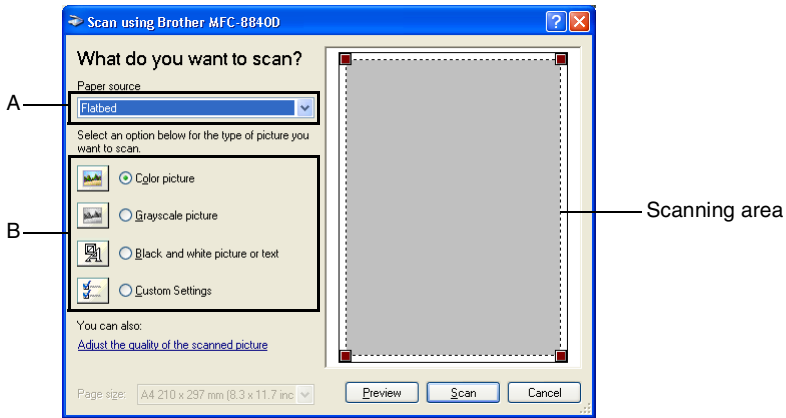 Scan using Brother MFC-8840D
What do you want to scan?
Paper source
A
Flatbed
Select an option below for the type of picture you
want to scan.
Color picture
Grayscale picture
B
Black and white picture or text
Custom Settings
You can also:
Adjust the quality of the scanned picture
Page size: A4 210 x 297 mm (8.3 x 11.7 inc
Preview Scan Cancel
Scanning area